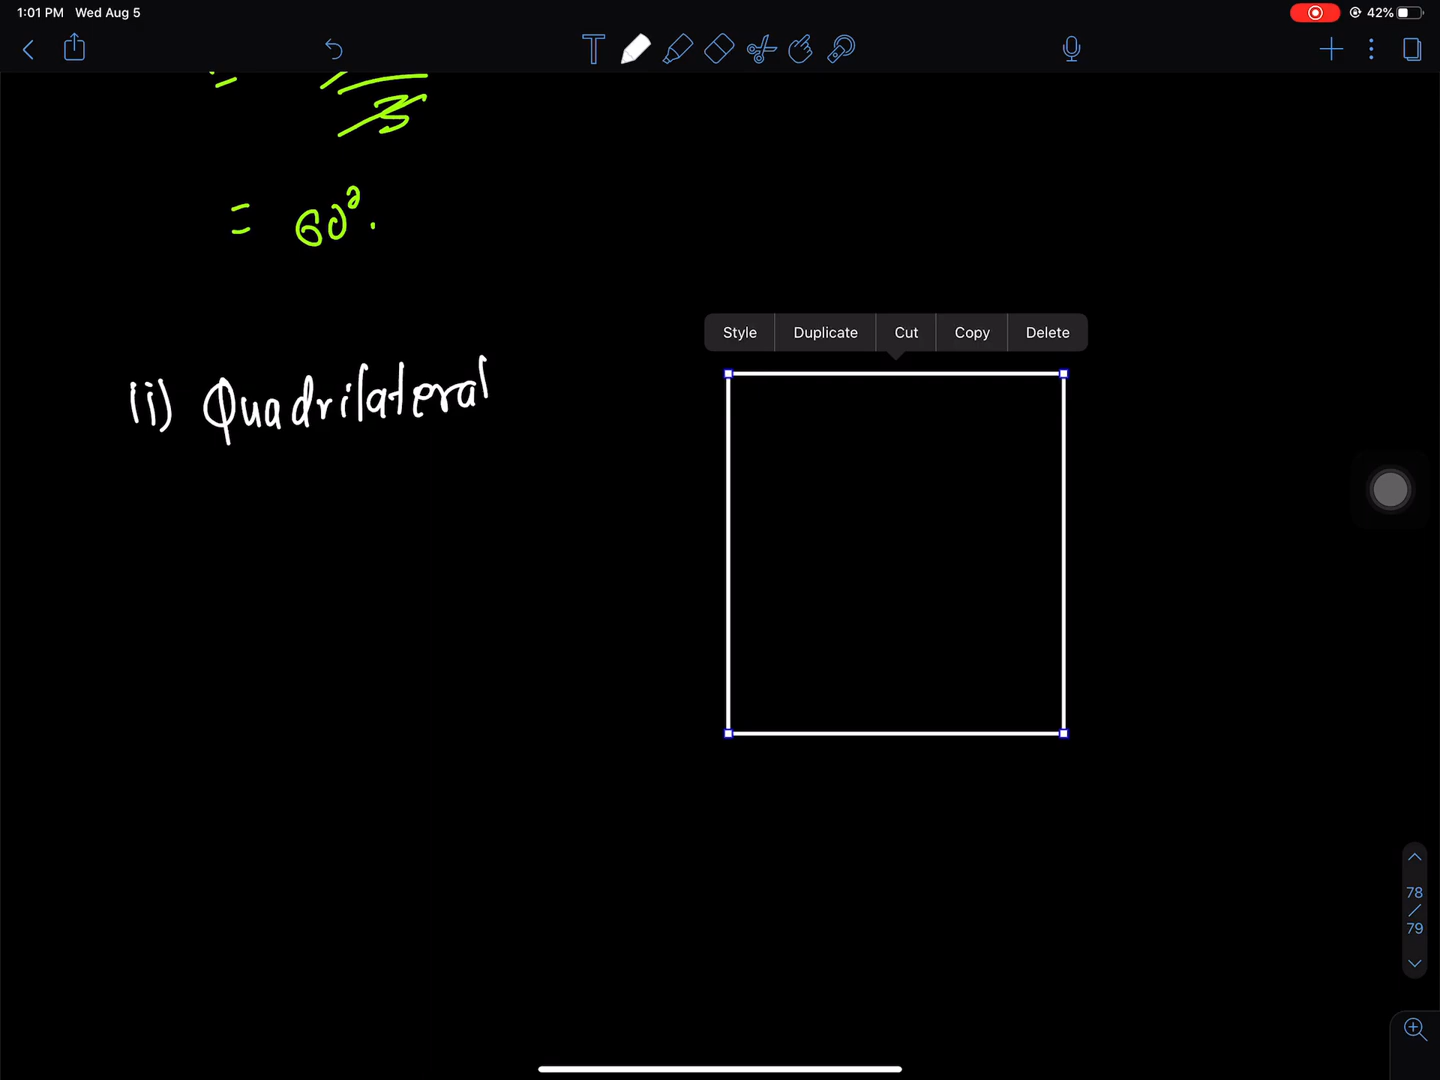 1:01 PM Wed Aug 5
42%
= 60°.
Style Duplicate Cut Copy Delete
(ii) Quadrilateral
78
/
79